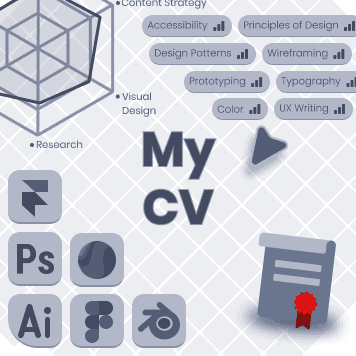 Content Strategy
Accessibility
Principles of Design
Design Patterns
Wireframing
Prototyping
Typography
Visual
Design
Color
UX Writing
Research
My
CV
Ps
Ai